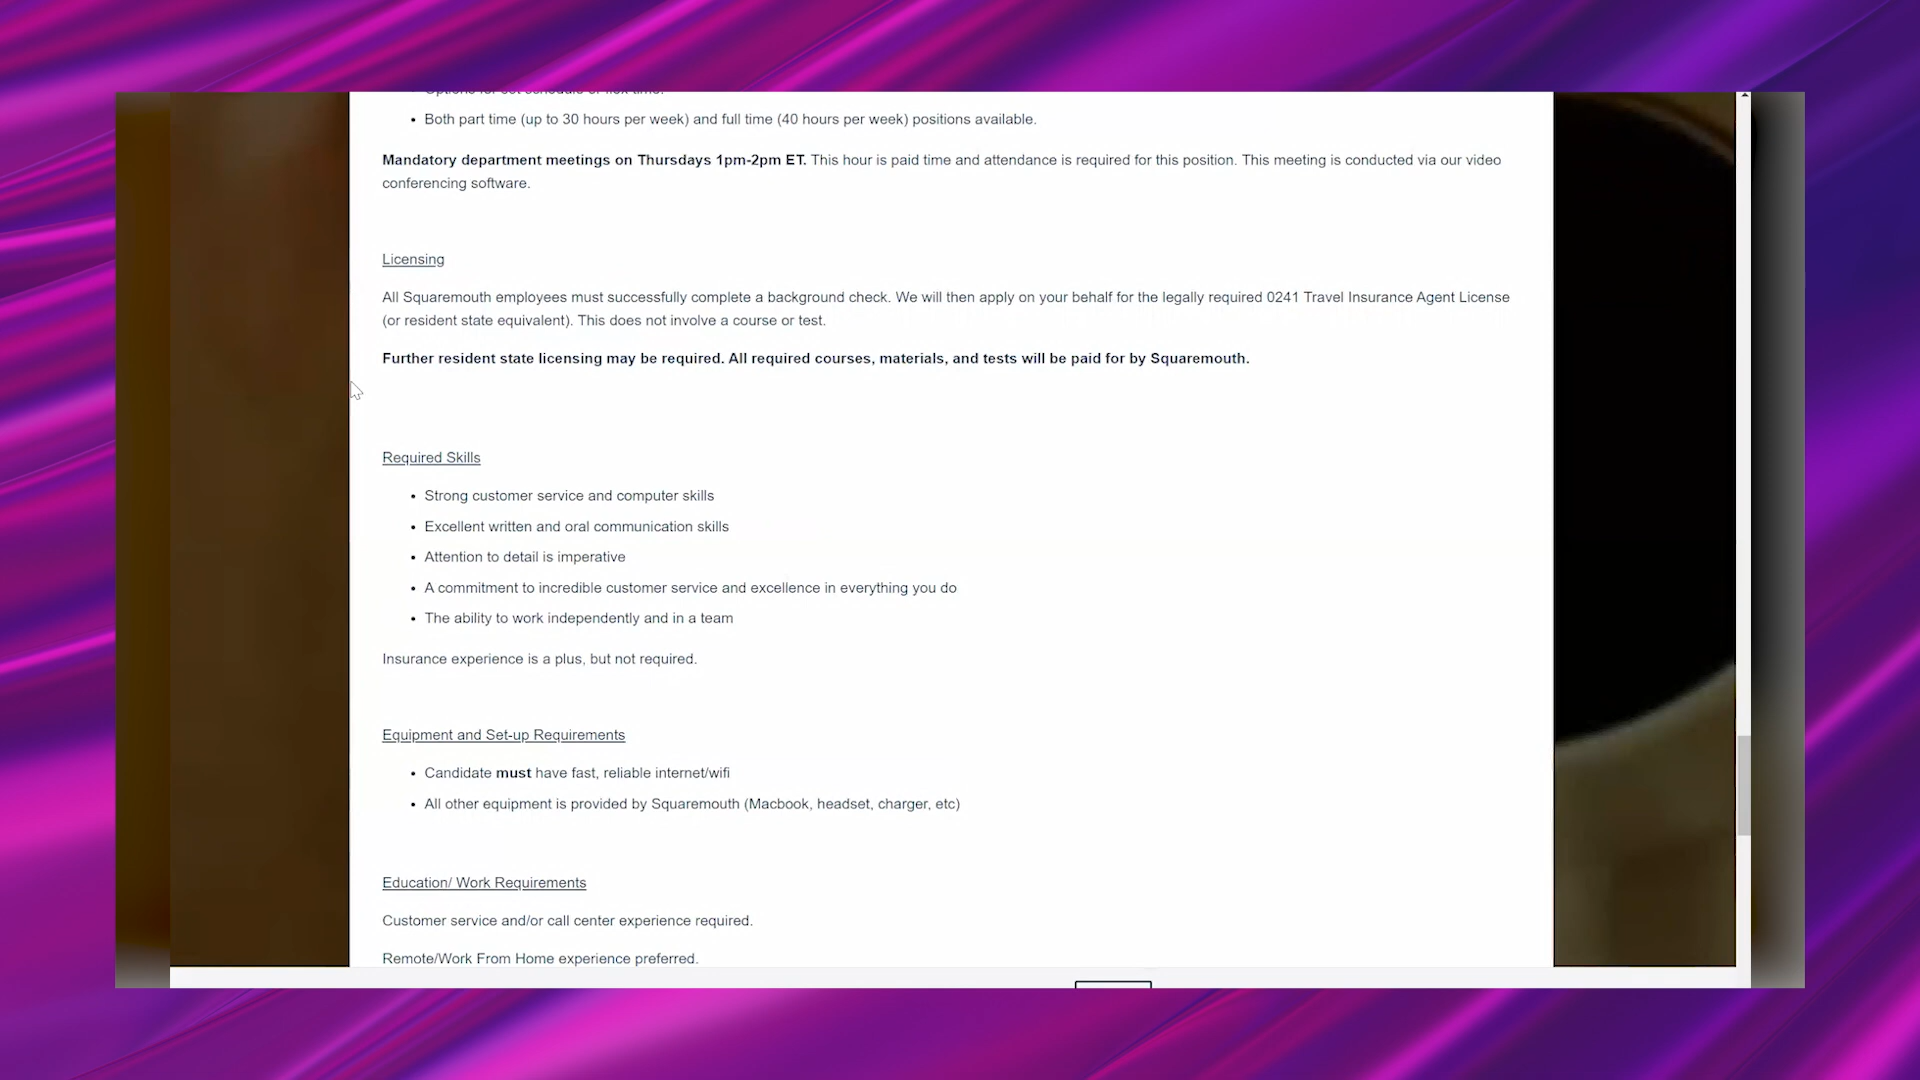 Options for set schedule or flex time.
• Both part time (up to 30 hours per week) and full time (40 hours per week) positions available.
Mandatory department meetings on Thursdays 1pm-2pm ET. This hour is paid time and attendance is required for this position. This meeting is conducted via our video
conferencing software.
Licensing
All Squaremouth employees must successfully complete a background check. We will then apply on your behalf for the legally required 0241 Travel Insurance Agent License
(or resident state equivalent). This does not involve a course or test.
Further resident state licensing may be required. All required courses, materials, and tests will be paid for by Squaremouth.
Required Skills
• Strong customer service and computer skills
• Excellent written and oral communication skills
• Attention to detail is imperative
• A commitment to incredible customer service and excellence in everything you do
• The ability to work independently and in a team
Insurance experience is a plus, but not required.
Equipment and Set-up Requirements
• Candidate must have fast, reliable internet/wifi
• All other equipment is provided by Squaremouth (Macbook, headset, charger, etc)
Education/ Work Requirements
Customer service and/or call center experience required.
Remote/Work From Home experience preferred.